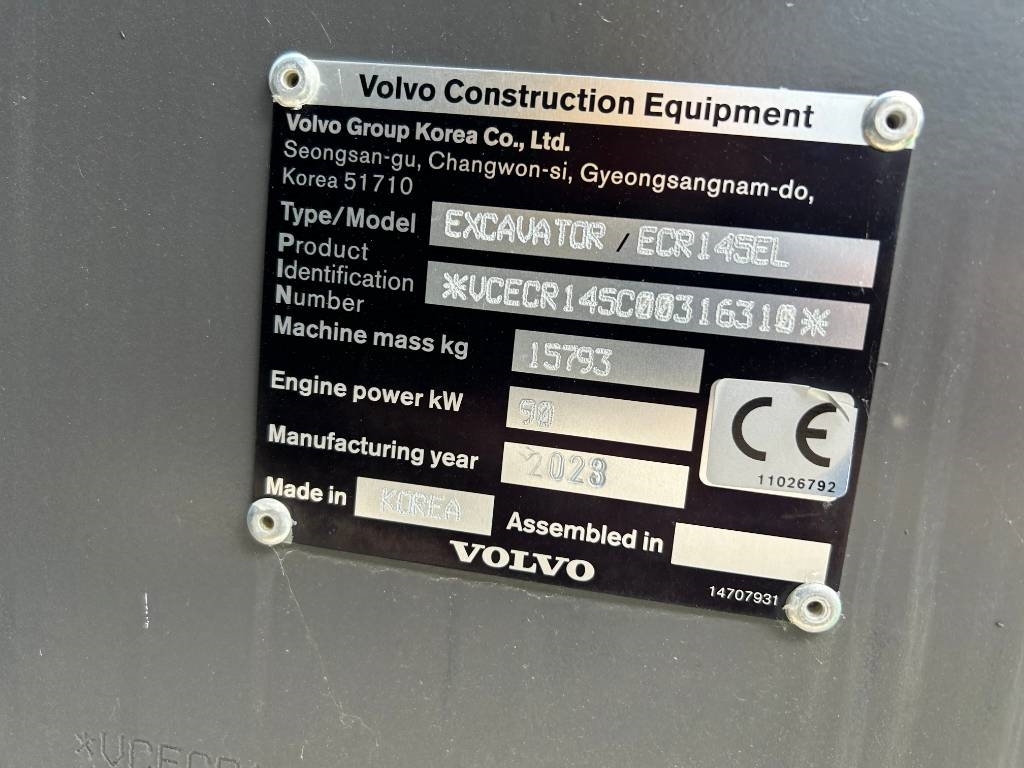 Volvo Construction Equipment
Volvo Group Korea Co., Ltd.
Seongsan-gu, Changwon-si, Gyeongsangnam-do,
Korea 51710
Type/Model EXCAVATOR / ECR145EL
Product
Identification *VCECR145C00316310*
Number
Machine mass kg 15793
Engine power kW 90
Manufacturing year 2023
CE
11026792
Made in KOREA Assembled in
VOLVO
14707931
*VCECR